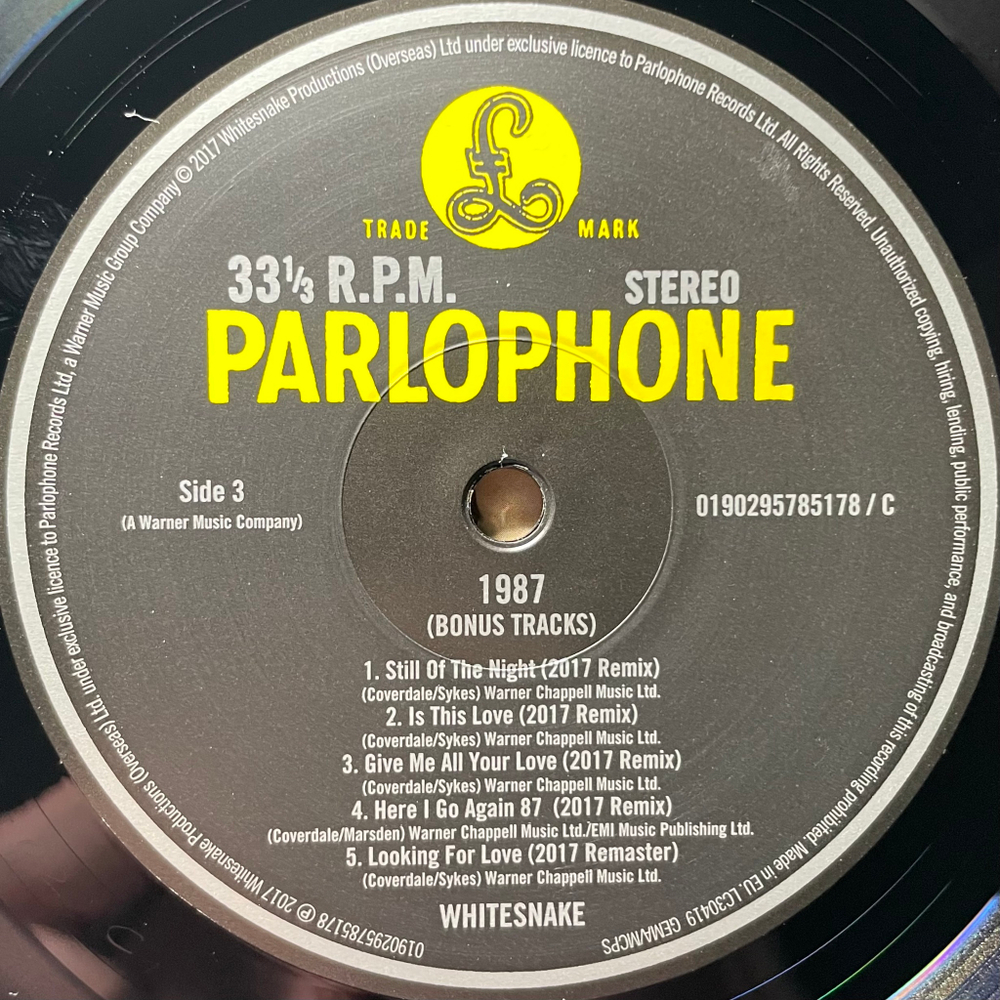 0190295785178 ℗ 2017 Whitesnake Productions (Overseas) Ltd. under exclusive licence to Parlophone Records Ltd, a Warner Music Group Company © 2017 Whitesnake Productions (Overseas) Ltd under exclusive licence to Parlophone Records Ltd. All Rights Reserved. Unauthorized copying, hiring, lending, public performance, and broadcasting of this recording prohibited. Made in EU. LC30419 GEMA/MCPS
£
TRADE MARK
33⅓ R.P.M. STEREO
PARLOPHONE
Side 3
(A Warner Music Company)
0190295785178 / C
1987
(BONUS TRACKS)
1. Still Of The Night (2017 Remix)
(Coverdale/Sykes) Warner Chappell Music Ltd.
2. Is This Love (2017 Remix)
(Coverdale/Sykes) Warner Chappell Music Ltd.
3. Give Me All Your Love (2017 Remix)
(Coverdale/Sykes) Warner Chappell Music Ltd.
4. Here I Go Again 87 (2017 Remix)
(Coverdale/Marsden) Warner Chappell Music Ltd./EMI Music Publishing Ltd.
5. Looking For Love (2017 Remaster)
(Coverdale/Sykes) Warner Chappell Music Ltd.
WHITESNAKE